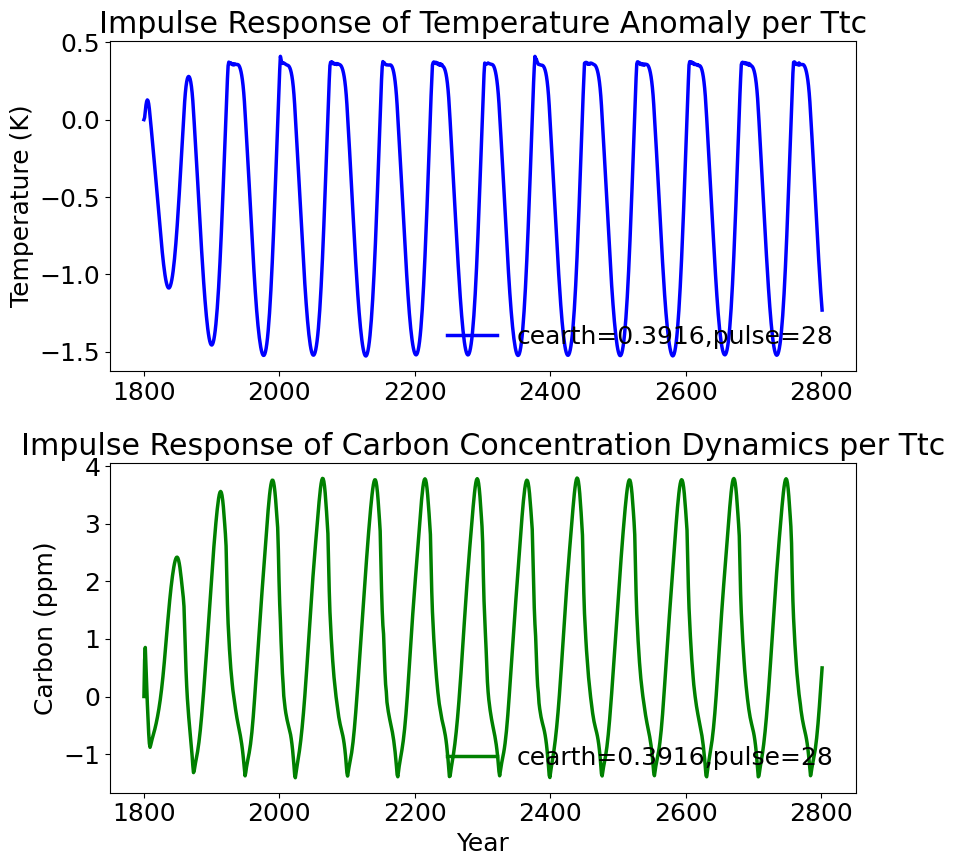 Impulse Response of Temperature Anomaly per Ttc
Temperature (K)
0.5
0.0
−0.5
−1.0
−1.5
cearth=0.3916,pulse=28
1800 2000 2200 2400 2600 2800
Impulse Response of Carbon Concentration Dynamics per Ttc
Carbon (ppm)
4
3
2
1
0
−1
cearth=0.3916,pulse=28
1800 2000 2200 2400 2600 2800
Year